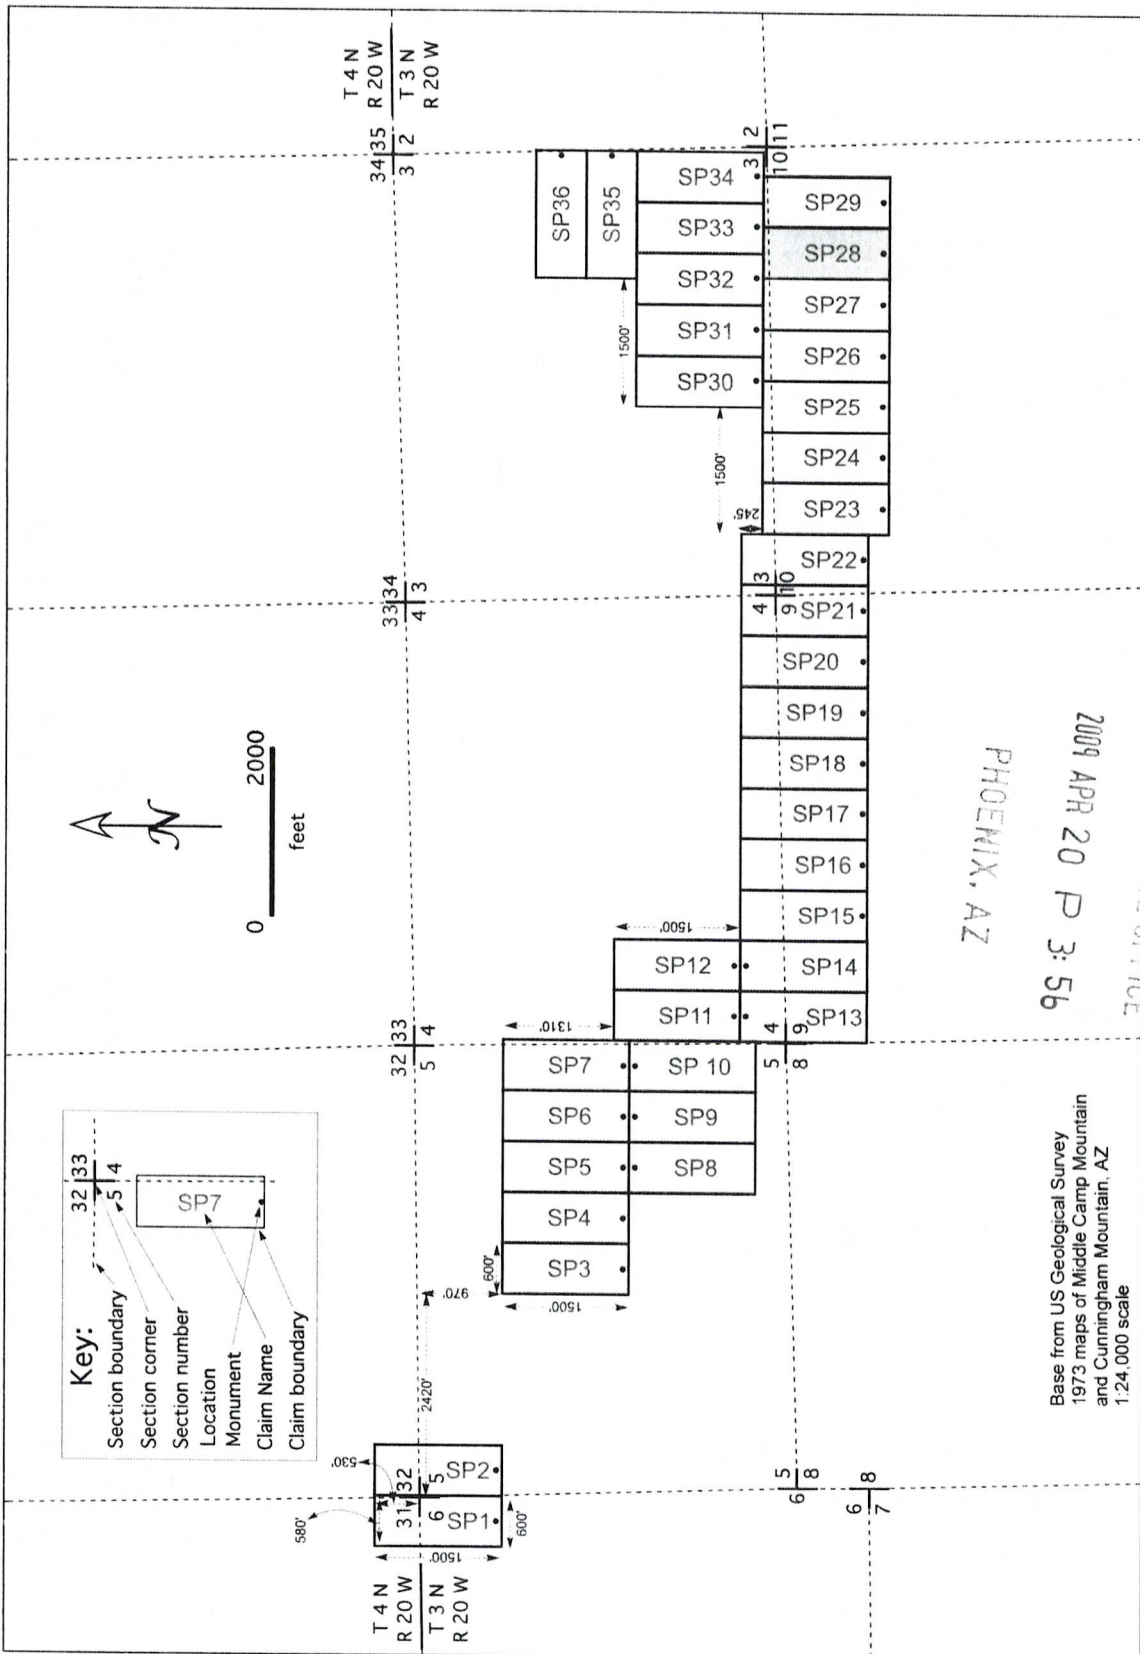 Key:
Section boundary
Section corner
Section number
Location
Monument
Claim Name
Claim boundary
32 33
5 4
SP7
N
0 2000
feet
T 4 N
R 20 W
T 3 N
R 20 W
31 32
6 5
32 33
5 4
33 34
4 3
34 35
3 2
T 4 N
R 20 W
T 3 N
R 20 W
580'
530'
1500'
600'
SP1
SP2
2420'
970'
600'
1500'
SP3
SP4
SP5
SP6
SP7
1310'
SP8
SP9
SP 10
SP11
SP12
1500'
SP13
SP14
SP15
SP16
SP17
SP18
SP19
SP20
SP21
SP22
245'
1500'
1500'
SP23
SP24
SP25
SP26
SP27
SP28
SP29
SP30
SP31
SP32
SP33
SP34
SP35
SP36
5
6 8
6 8
7
5 4
8 9
4 3
9 10
3 2
10 11
Base from US Geological Survey
1973 maps of Middle Camp Mountain
and Cunningham Mountain, AZ
1:24,000 scale
2009 APR 20 P 3:56
PHOENIX, AZ